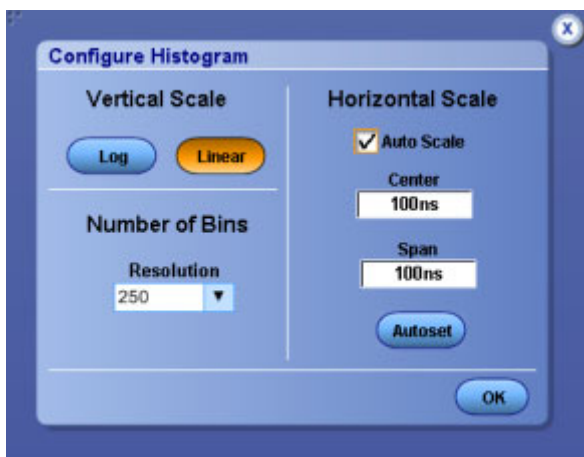 X
Configure Histogram
Vertical Scale
Log Linear
Number of Bins
Resolution
250
Horizontal Scale
Auto Scale
Center
100ns
Span
100ns
Autoset
OK